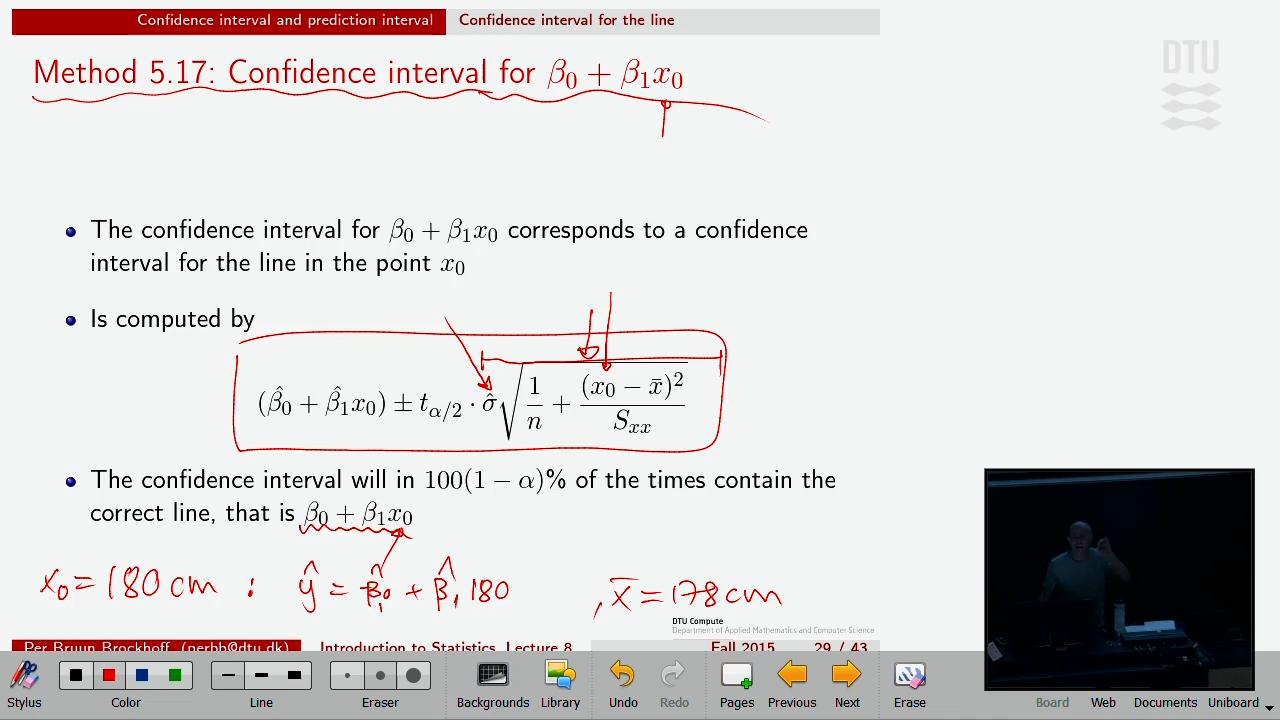 Confidence interval and prediction interval Confidence interval for the line
Method 5.17: Confidence interval for β₀ + β₁x₀
DTU
The confidence interval for β₀ + β₁x₀ corresponds to a confidence
interval for the line in the point x₀
Is computed by
(β̂₀ + β̂₁x₀) ± t_{α/2} · σ̂ √(1/n + (x₀ − x̄)²/S_{xx})
The confidence interval will in 100(1 − α)% of the times contain the
correct line, that is β₀ + β₁x₀
x₀ = 180 cm : ŷ = β̂₀ + β̂₁ 180 , x̄ = 178 cm
DTU Compute
Department of Applied Mathematics and Computer Science
Per Bruun Brockhoff (perbb@dtu.dk) Introduction to Statistics, Lecture 8 Fall 2015 29 / 43
Stylus Color Line Eraser Backgrounds Library Undo Redo Pages Previous Next Erase Board Web Documents Uniboard